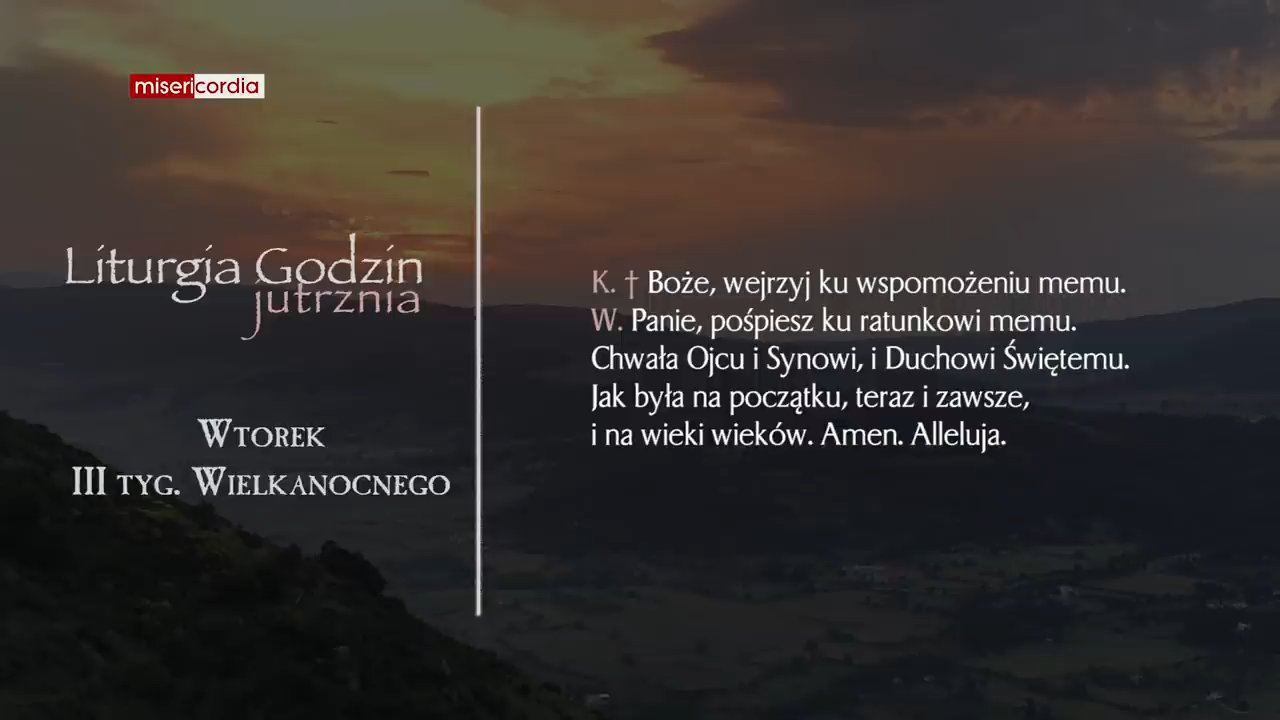 misericordia
Liturgia Godzin
jutrznia
Wtorek
III tyg. Wielkanocnego
K. † Boże, wejrzyj ku wspomożeniu memu.
W. Panie, pośpiesz ku ratunkowi memu.
Chwała Ojcu i Synowi, i Duchowi Świętemu.
Jak była na początku, teraz i zawsze,
i na wieki wieków. Amen. Alleluja.